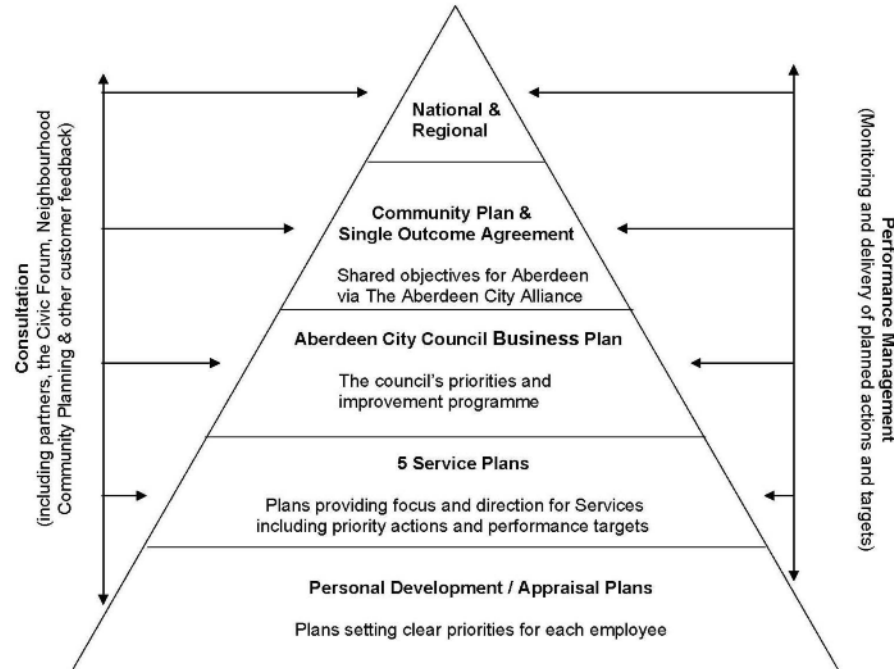 National &
Regional
Community Plan &
Single Outcome Agreement
Shared objectives for Aberdeen
via The Aberdeen City Alliance
Aberdeen City Council Business Plan
The council's priorities and
improvement programme
5 Service Plans
Plans providing focus and direction for Services
including priority actions and performance targets
Personal Development / Appraisal Plans
Plans setting clear priorities for each employee
Consultation
(including partners, the Civic Forum, Neighbourhood
Community Planning & other customer feedback)
Performance Management
(Monitoring and delivery of planned actions and targets)